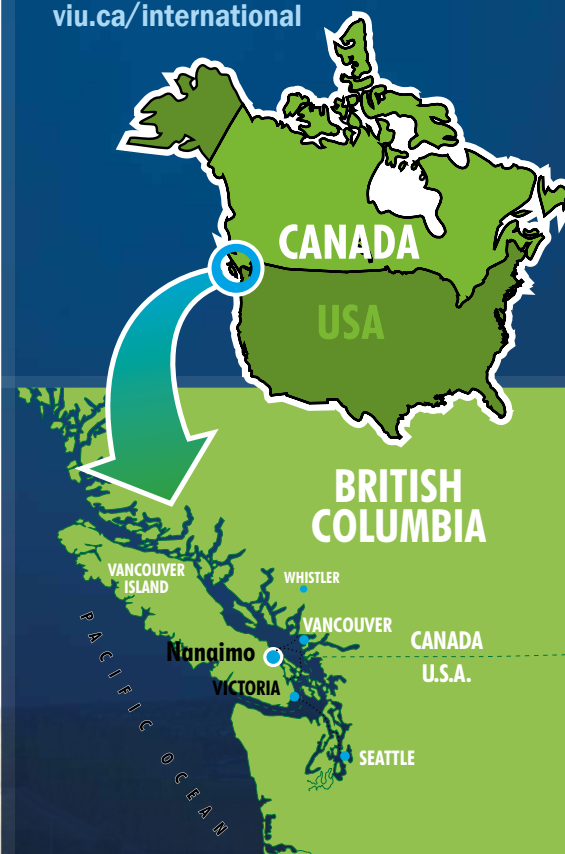 viu.ca/international
CANADA
USA
BRITISH
COLUMBIA
VANCOUVER
ISLAND
WHISTLER
VANCOUVER
CANADA
Nanaimo
U.S.A.
VICTORIA
PACIFIC OCEAN
SEATTLE